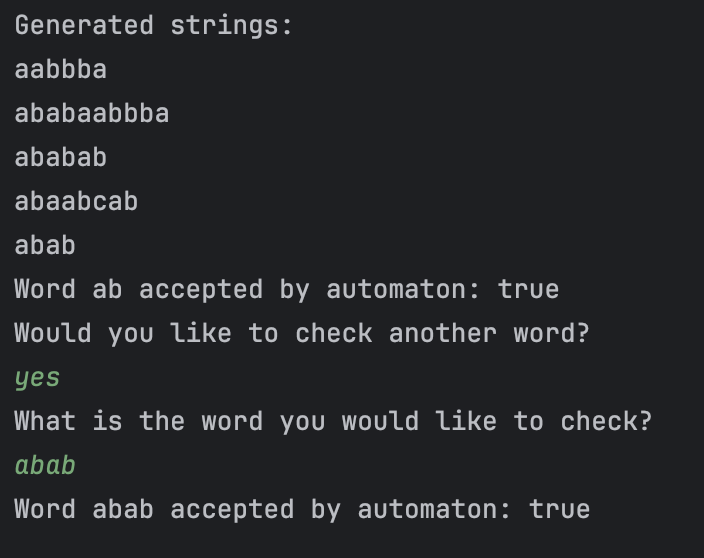 Generated strings:
aabbba
ababaabbba
ababab
abaabcab
abab
Word ab accepted by automaton: true
Would you like to check another word?
yes
What is the word you would like to check?
abab
Word abab accepted by automaton: true